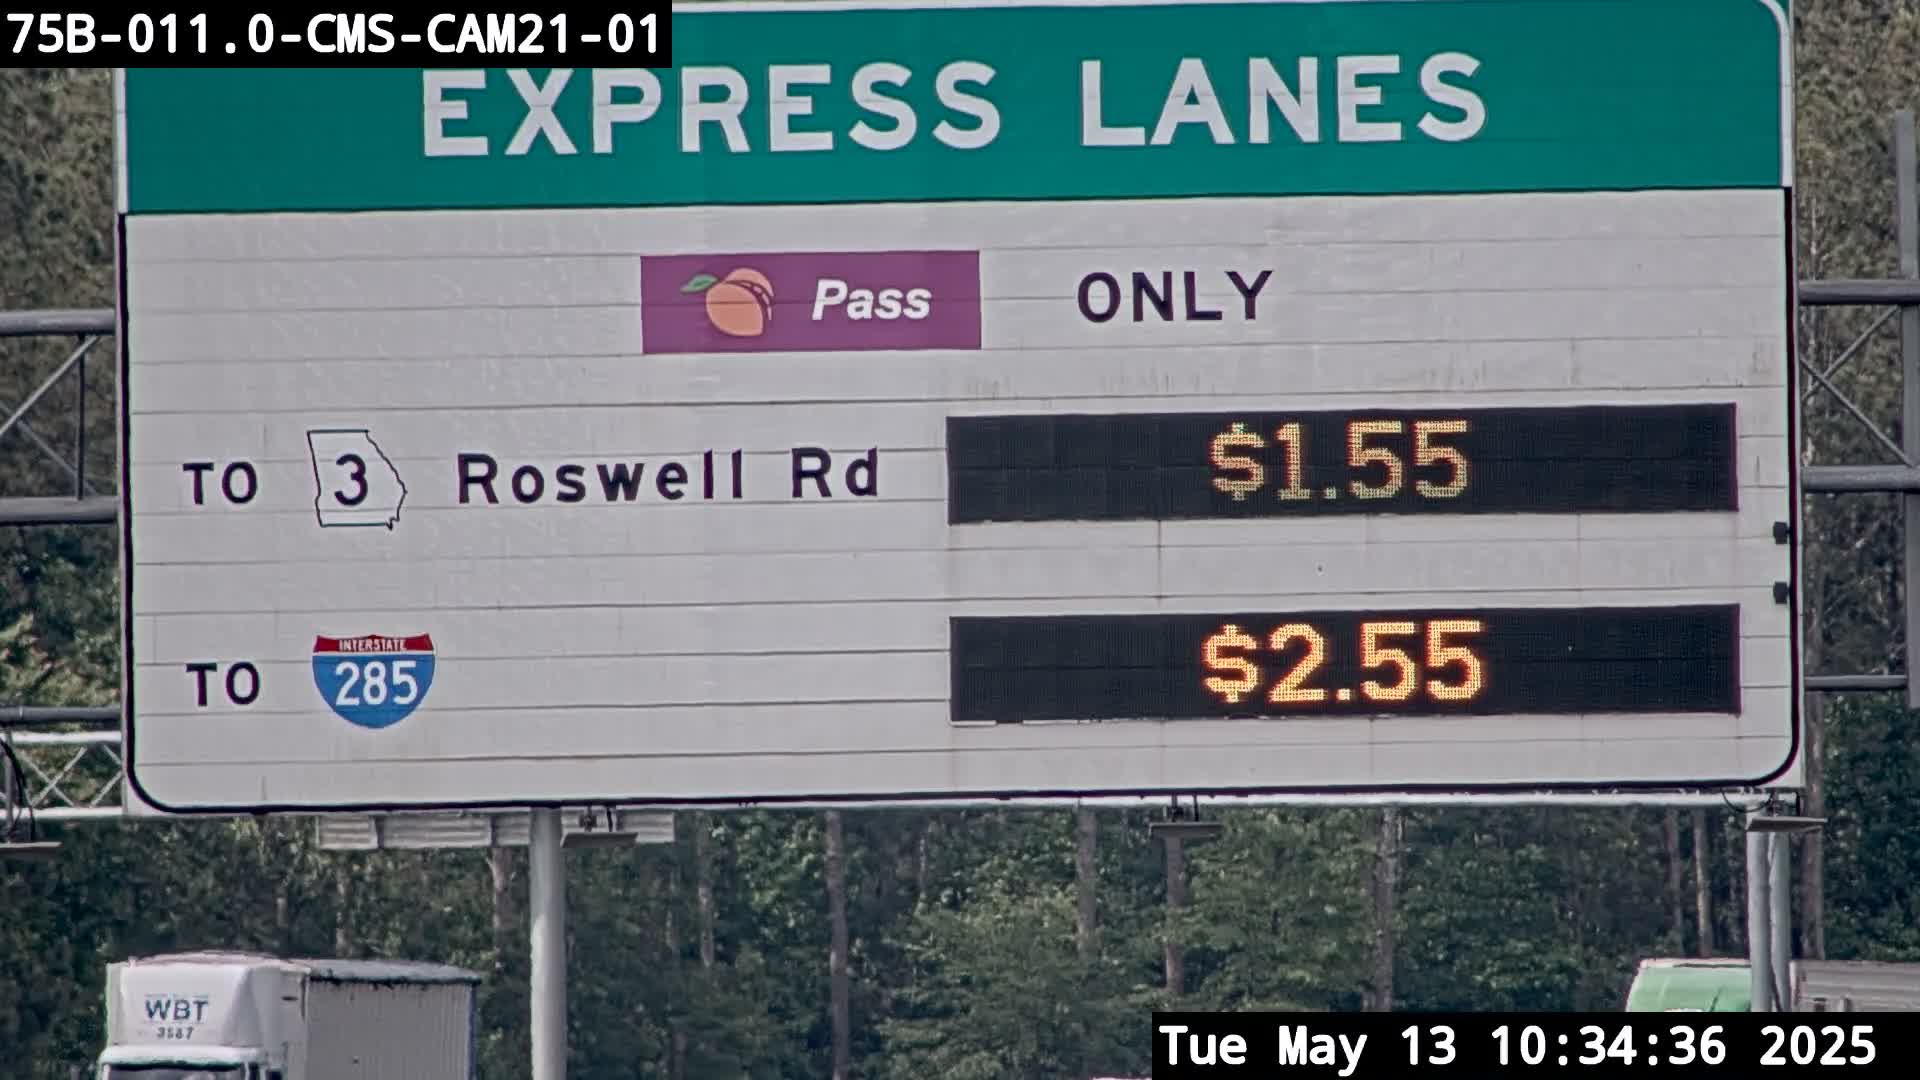 75B-011.0-CMS-CAM21-01
EXPRESS LANES
Pass ONLY
TO 3 Roswell Rd $1.55
INTERSTATE
TO 285 $2.55
WBT
3587
Tue May 13 10:34:36 2025